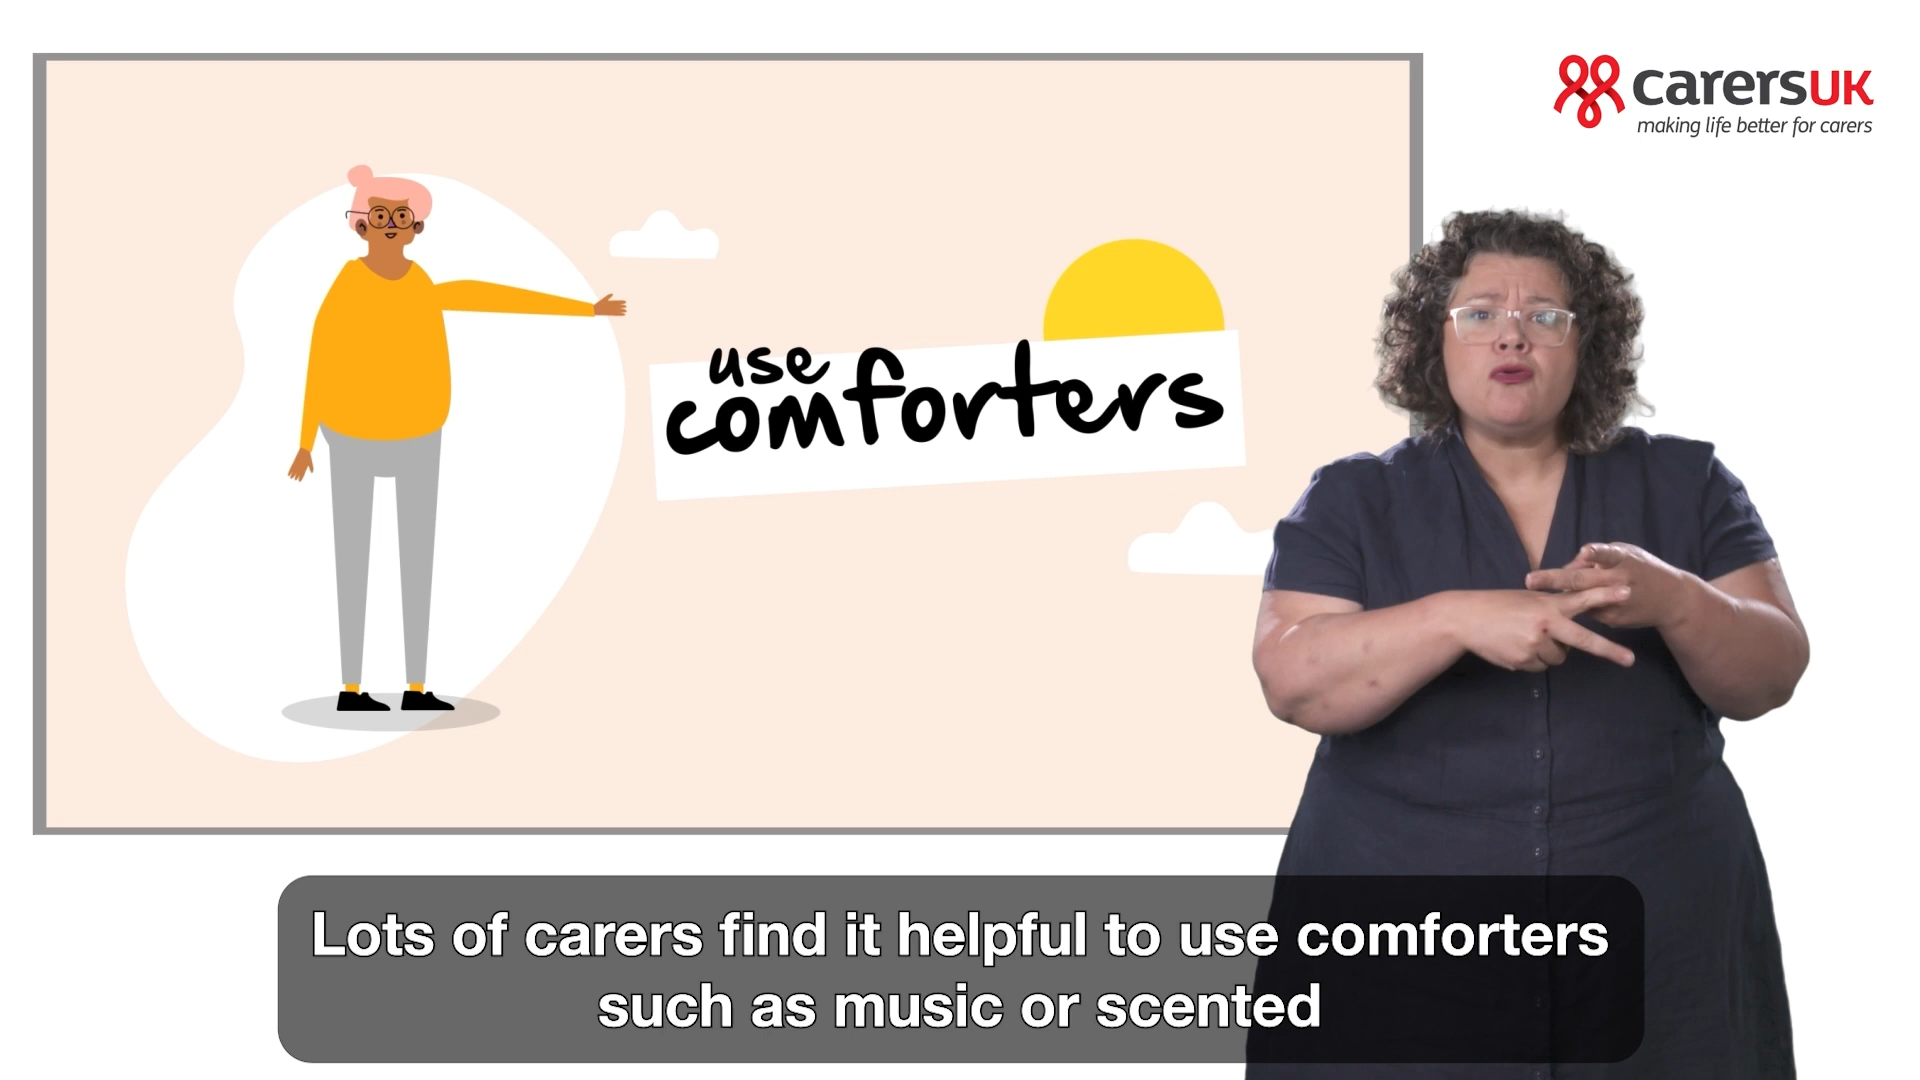 carersUK
making life better for carers
use
comforters
Lots of carers find it helpful to use comforters
such as music or scented